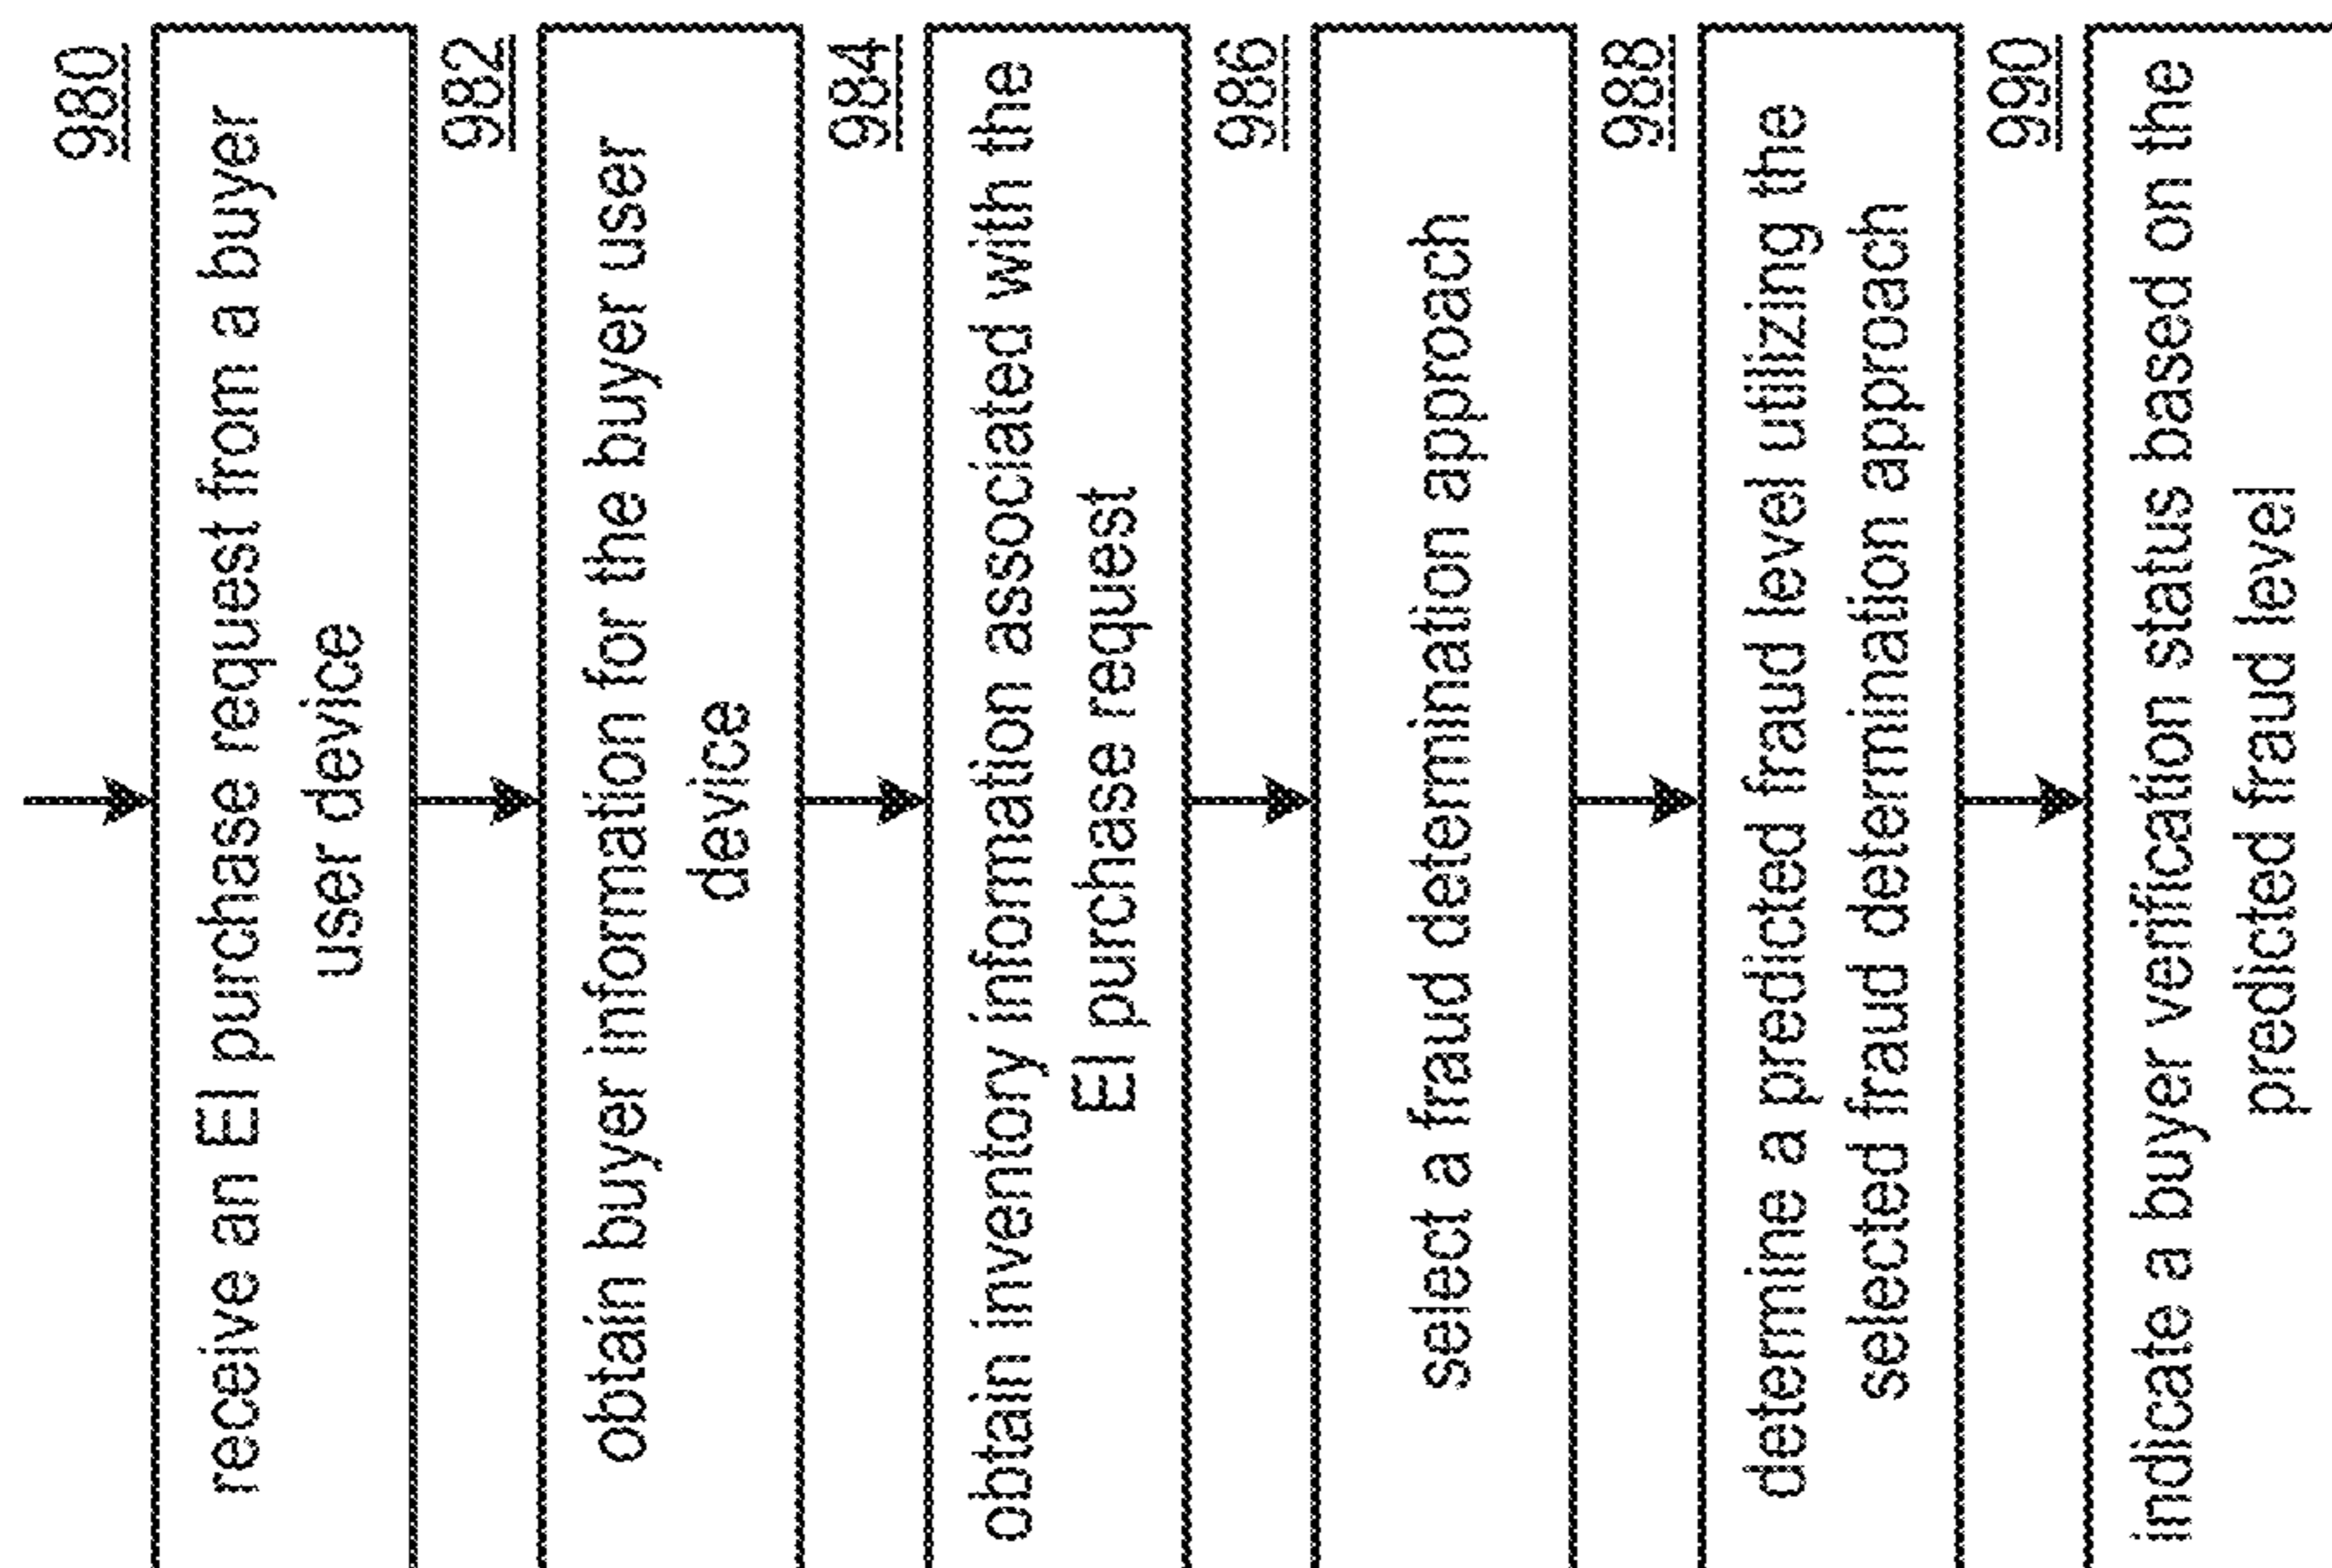 980
receive an EI purchase request from a buyer
user device
982
obtain buyer information for the buyer user
device
984
obtain inventory information associated with the
EI purchase request
986
select a fraud determination approach
988
determine a predicted fraud level utilizing the
selected fraud determination approach
990
indicate a buyer verification status based on the
predicted fraud level